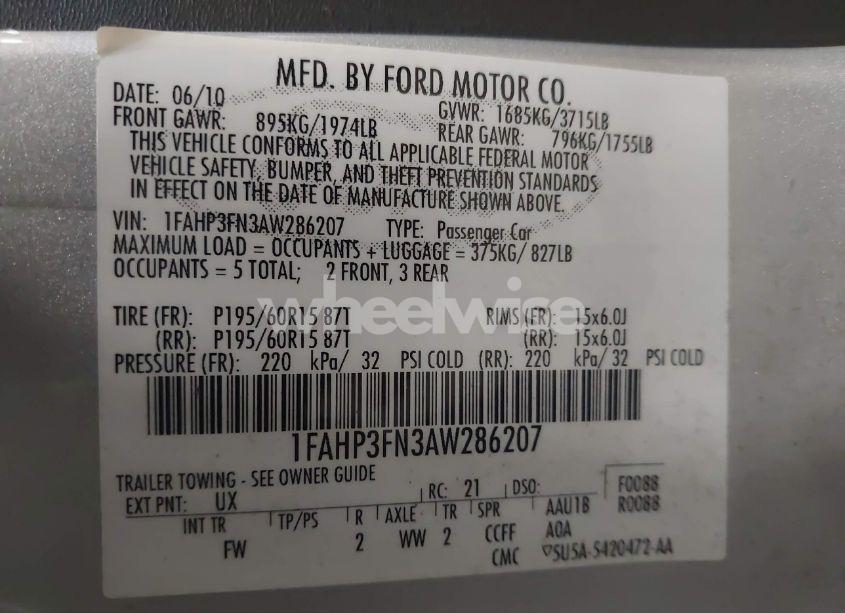 MFD. BY FORD MOTOR CO.
DATE: 06/10 GVWR: 1685KG/3715LB
FRONT GAWR: 895KG/1974LB REAR GAWR: 796KG/1755LB
THIS VEHICLE CONFORMS TO ALL APPLICABLE FEDERAL MOTOR
VEHICLE SAFETY, BUMPER, AND THEFT PREVENTION STANDARDS
IN EFFECT ON THE DATE OF MANUFACTURE SHOWN ABOVE.
VIN: 1FAHP3FN3AW286207 TYPE: Passenger Car
MAXIMUM LOAD = OCCUPANTS + LUGGAGE = 375KG/ 827LB
OCCUPANTS = 5 TOTAL; 2 FRONT, 3 REAR
wheelwise
TIRE (FR): P195/60R15 87T RIMS (FR): 15x6.0J
(RR): P195/60R15 87T (RR): 15x6.0J
PRESSURE (FR): 220 kPa/ 32 PSI COLD (RR): 220 kPa/ 32 PSI COLD
1FAHP3FN3AW286207
TRAILER TOWING - SEE OWNER GUIDE
EXT PNT: UX RC: 21 DSO: F0088
INT TR TP/PS R AXLE TR SPR AAU1B R0088
FW 2 WW 2 CCFF AQA
CMC ▽5U5A-5420472-AA